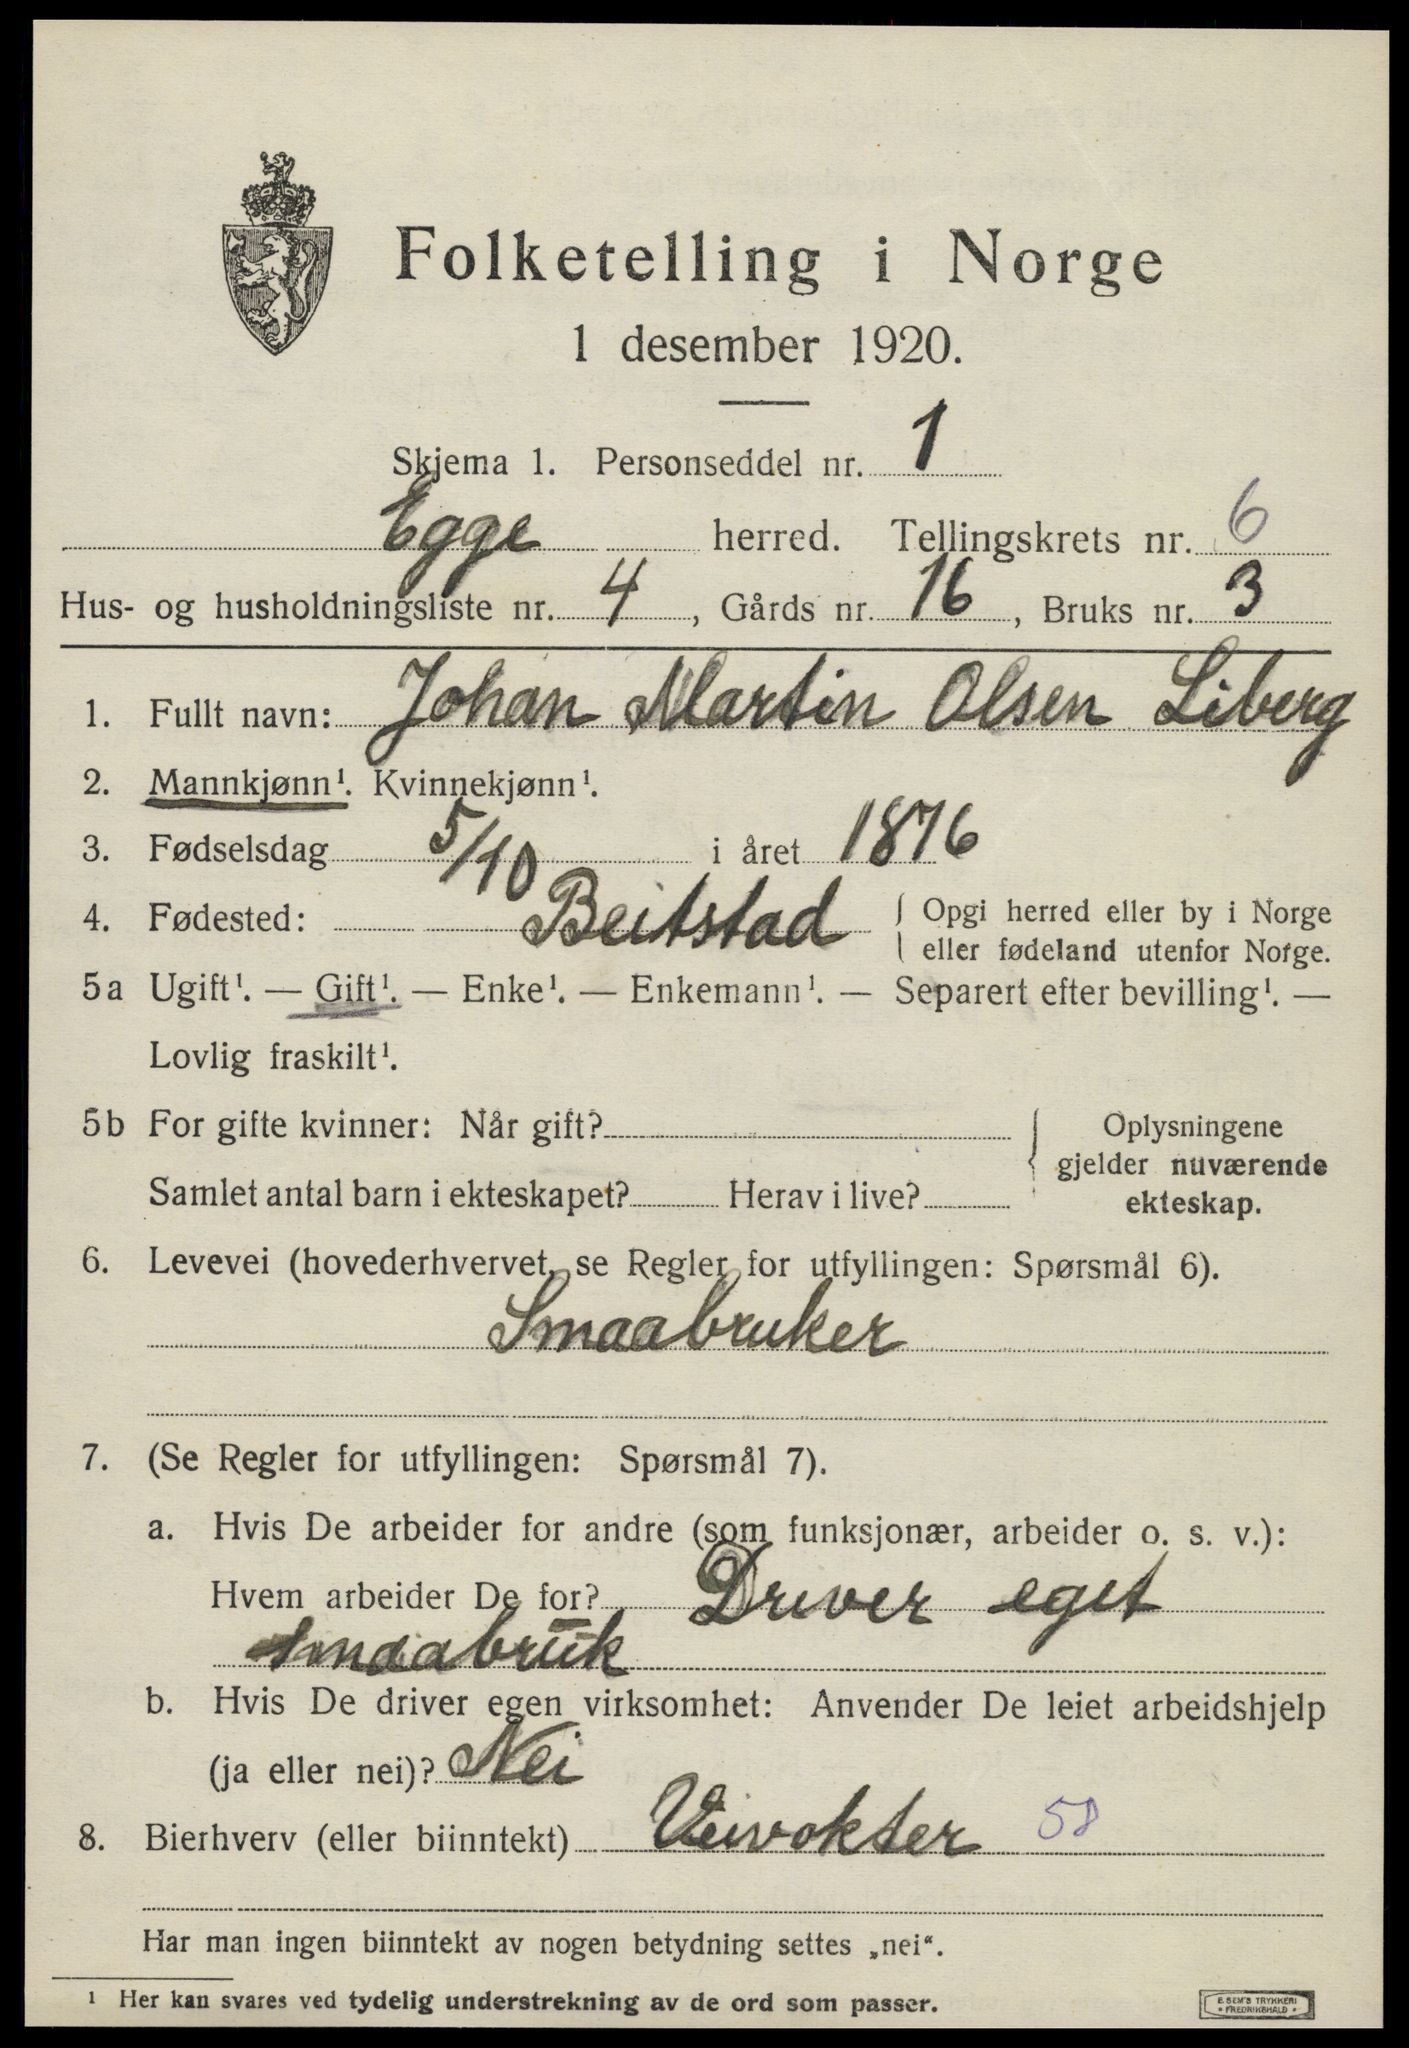 Folketelling i Norge
1 desember 1920.
Skjema 1. Personseddel nr. 1
Egge herred. Tellingskrets nr. 6
Hus- og husholdningsliste nr. 4, Gårds nr. 16, Bruks nr. 3
1. Fullt navn: Johan Martin Olsen Liberg
2. Mannkjønn¹. Kvinnekjønn¹.
3. Fødselsdag 5/10 i året 1876
4. Fødested: Beitstad { Opgi herred eller by i Norge
eller fødeland utenfor Norge.
5a Ugift¹. — Gift¹. — Enke¹. — Enkemann¹. — Separert efter bevilling¹. —
Lovlig fraskilt¹.
5b For gifte kvinner: Når gift?
Samlet antal barn i ekteskapet? Herav i live?
Oplysningene
gjelder nuværende
ekteskap.
6. Levevei (hovederhvervet, se Regler for utfyllingen: Spørsmål 6).
Smaabruker
7. (Se Regler for utfyllingen: Spørsmål 7).
a. Hvis De arbeider for andre (som funksjonær, arbeider o. s. v.):
Hvem arbeider De for? Driver eget
smaabruk
b. Hvis De driver egen virksomhet: Anvender De leiet arbeidshjelp
(ja eller nei)? Nei
8. Bierhverv (eller biinntekt) Veivokter 58
Har man ingen biinntekt av nogen betydning settes „nei“.
¹ Her kan svares ved tydelig understrekning av de ord som passer.
E. SEM'S TRYKKERI
• FREDRIKSHALD •